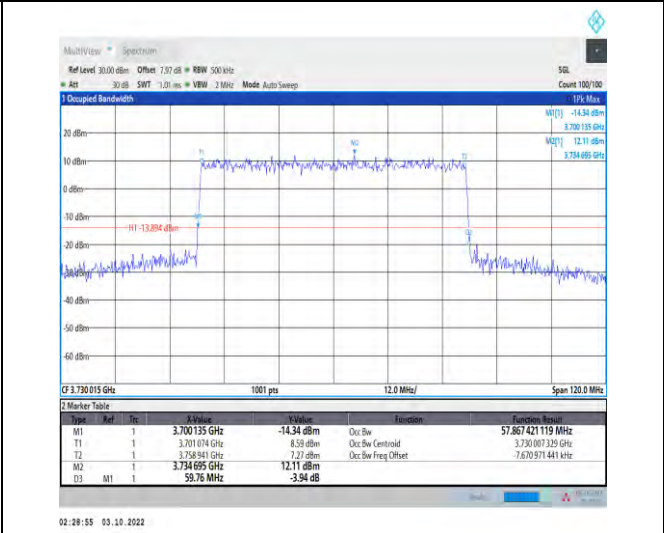 MultiView Spectrum
Ref Level 30.00 dBm Offset 7.97 dB RBW 500 kHz SGL
Att 30 dB SWT 1.01 ms VBW 2 MHz Mode Auto Sweep Count 100/100
1 Occupied Bandwidth 1Pk Max
M1[1] -14.34 dBm
3.700 135 GHz
M2[1] 12.11 dBm
3.734 695 GHz
20 dBm
10 dBm
0 dBm
-10 dBm
H1 -13.894 dBm
-20 dBm
-30 dBm
-40 dBm
-50 dBm
-60 dBm
T1
M2
T2
M1
CF 3.730 015 GHz 1001 pts 12.0 MHz/ Span 120.0 MHz
2 Marker Table
Type Ref Trc X-Value Y-Value Function Function Result
M1 1 3.700 135 GHz -14.34 dBm Occ Bw 57.867 421 119 MHz
T1 1 3.701 074 GHz 8.59 dBm Occ Bw Centroid 3.730 007 329 GHz
T2 1 3.758 941 GHz 7.27 dBm Occ Bw Freq Offset -7.670 971 441 kHz
M2 1 3.734 695 GHz 12.11 dBm
D3 M1 1 59.76 MHz -3.94 dB
02:28:55 03.10.2022